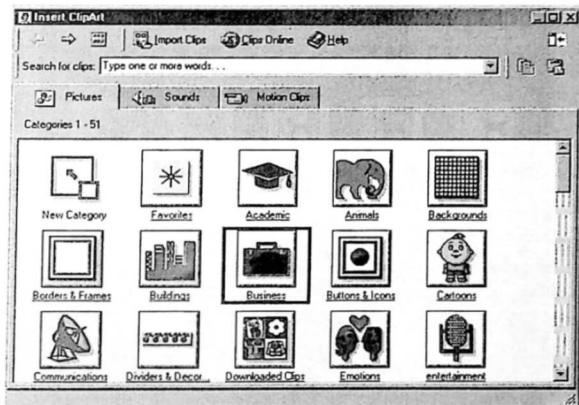 Insert ClipArt
Import Clips Clips Online Help
Search for clips: Type one or more words. . .
Pictures Sounds Motion Clips
Categories 1 - 51
New Category Favorites Academic Animals Backgrounds
Borders & Frames Buildings Business Buttons & Icons Cartoons
Communications Dividers & Decor... Downloaded Clips Emotions entertainment